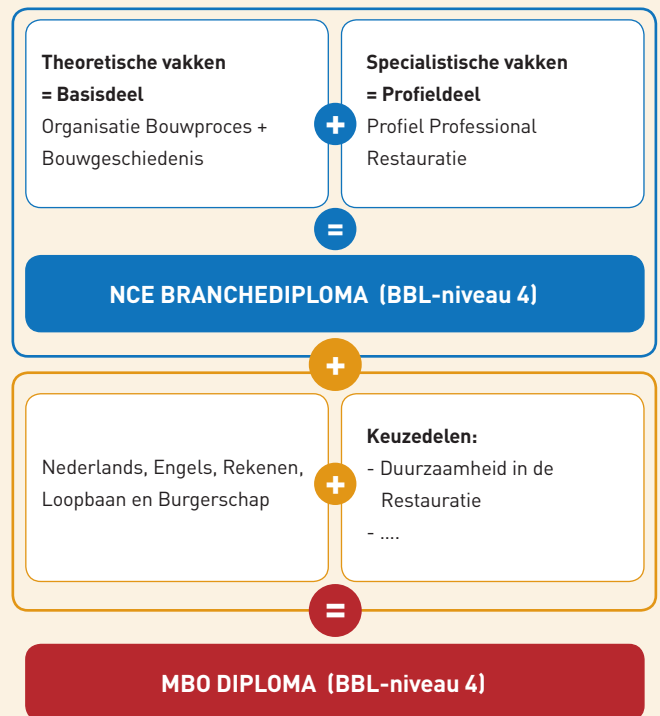 Theoretische vakken
= Basisdeel
Organisatie Bouwproces +
Bouwgeschiedenis
+
Specialistische vakken
= Profieldeel
Profiel Professional
Restauratie
=
NCE BRANCHEDIPLOMA (BBL-niveau 4)
+
Nederlands, Engels, Rekenen,
Loopbaan en Burgerschap
+
Keuzedelen:
- Duurzaamheid in de
Restauratie
- ....
=
MBO DIPLOMA (BBL-niveau 4)